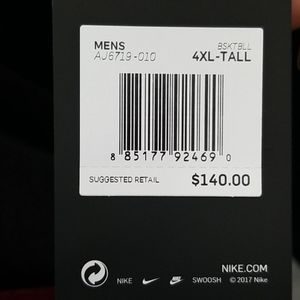 MENS BSKTBLL
AJ6719-010 4XL-TALL
8 85177 92469 0
SUGGESTED RETAIL $140.00
NIKE.COM
NIKE SWOOSH © 2017 Nike